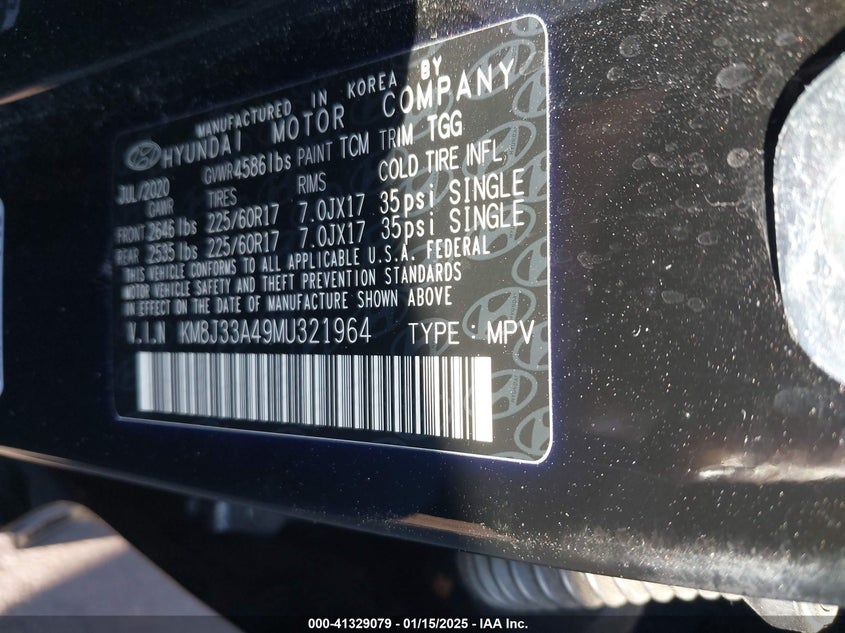 MANUFACTURED IN KOREA BY
HYUNDAI MOTOR COMPANY
JUL/2020 GVWR 4586lbs PAINT TCM TRIM TGG
GAWR TIRES RIMS COLD TIRE INFL.
FRONT 2646 lbs 225/60R17 7.0JX17 35psi SINGLE
REAR 2535 lbs 225/60R17 7.0JX17 35psi SINGLE
THIS VEHICLE CONFORMS TO ALL APPLICABLE U.S.A. FEDERAL
MOTOR VEHICLE SAFETY AND THEFT PREVENTION STANDARDS
IN EFFECT ON THE DATE OF MANUFACTURE SHOWN ABOVE
V.I.N KM8J33A49MU321964 TYPE : MPV
000-41329079 - 01/15/2025 - IAA Inc.